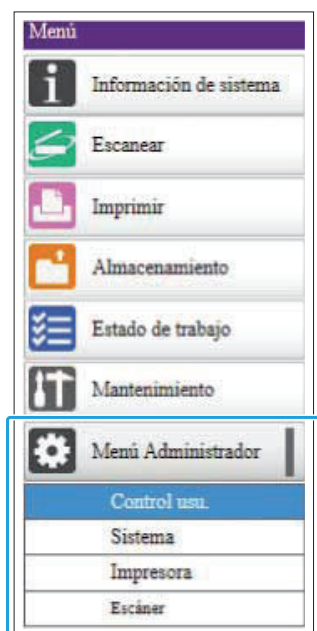 Menú
Información de sistema
Escanear
Imprimir
Almacenamiento
Estado de trabajo
Mantenimiento
Menú Administrador
Control usu.
Sistema
Impresora
Escáner